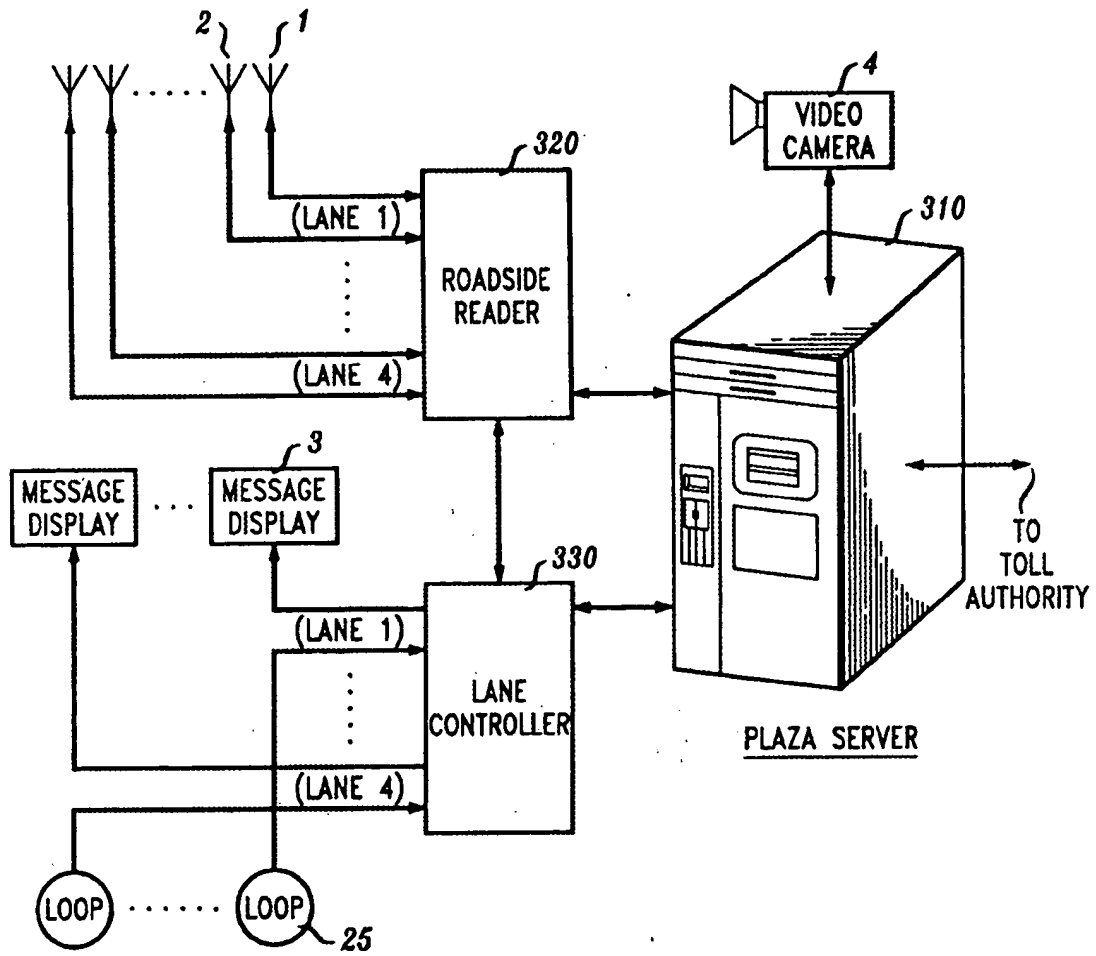 2 1
4
VIDEO
CAMERA
320
310
(LANE 1)
ROADSIDE
READER
(LANE 4)
3
MESSAGE
DISPLAY
MESSAGE
DISPLAY
TO
TOLL
AUTHORITY
330
(LANE 1)
LANE
CONTROLLER
(LANE 4)
PLAZA SERVER
LOOP
LOOP
25